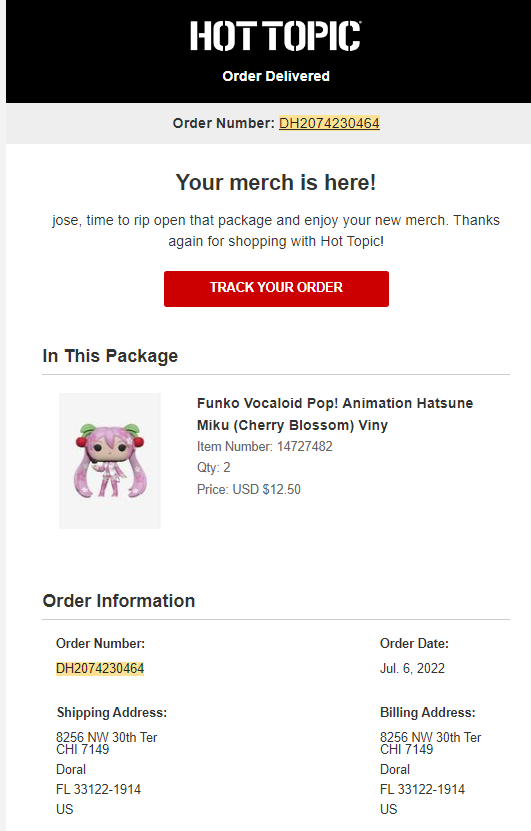 HOT TOPIC
Order Delivered
Order Number: DH2074230464
Your merch is here!
jose, time to rip open that package and enjoy your new merch. Thanks
again for shopping with Hot Topic!
TRACK YOUR ORDER
In This Package
Funko Vocaloid Pop! Animation Hatsune
Miku (Cherry Blossom) Viny
Item Number: 14727482
Qty: 2
Price: USD $12.50
Order Information
Order Number:
DH2074230464
Order Date:
Jul. 6, 2022
Shipping Address:
8256 NW 30th Ter
CHI 7149
Doral
FL 33122-1914
US
Billing Address:
8256 NW 30th Ter
CHI 7149
Doral
FL 33122-1914
US